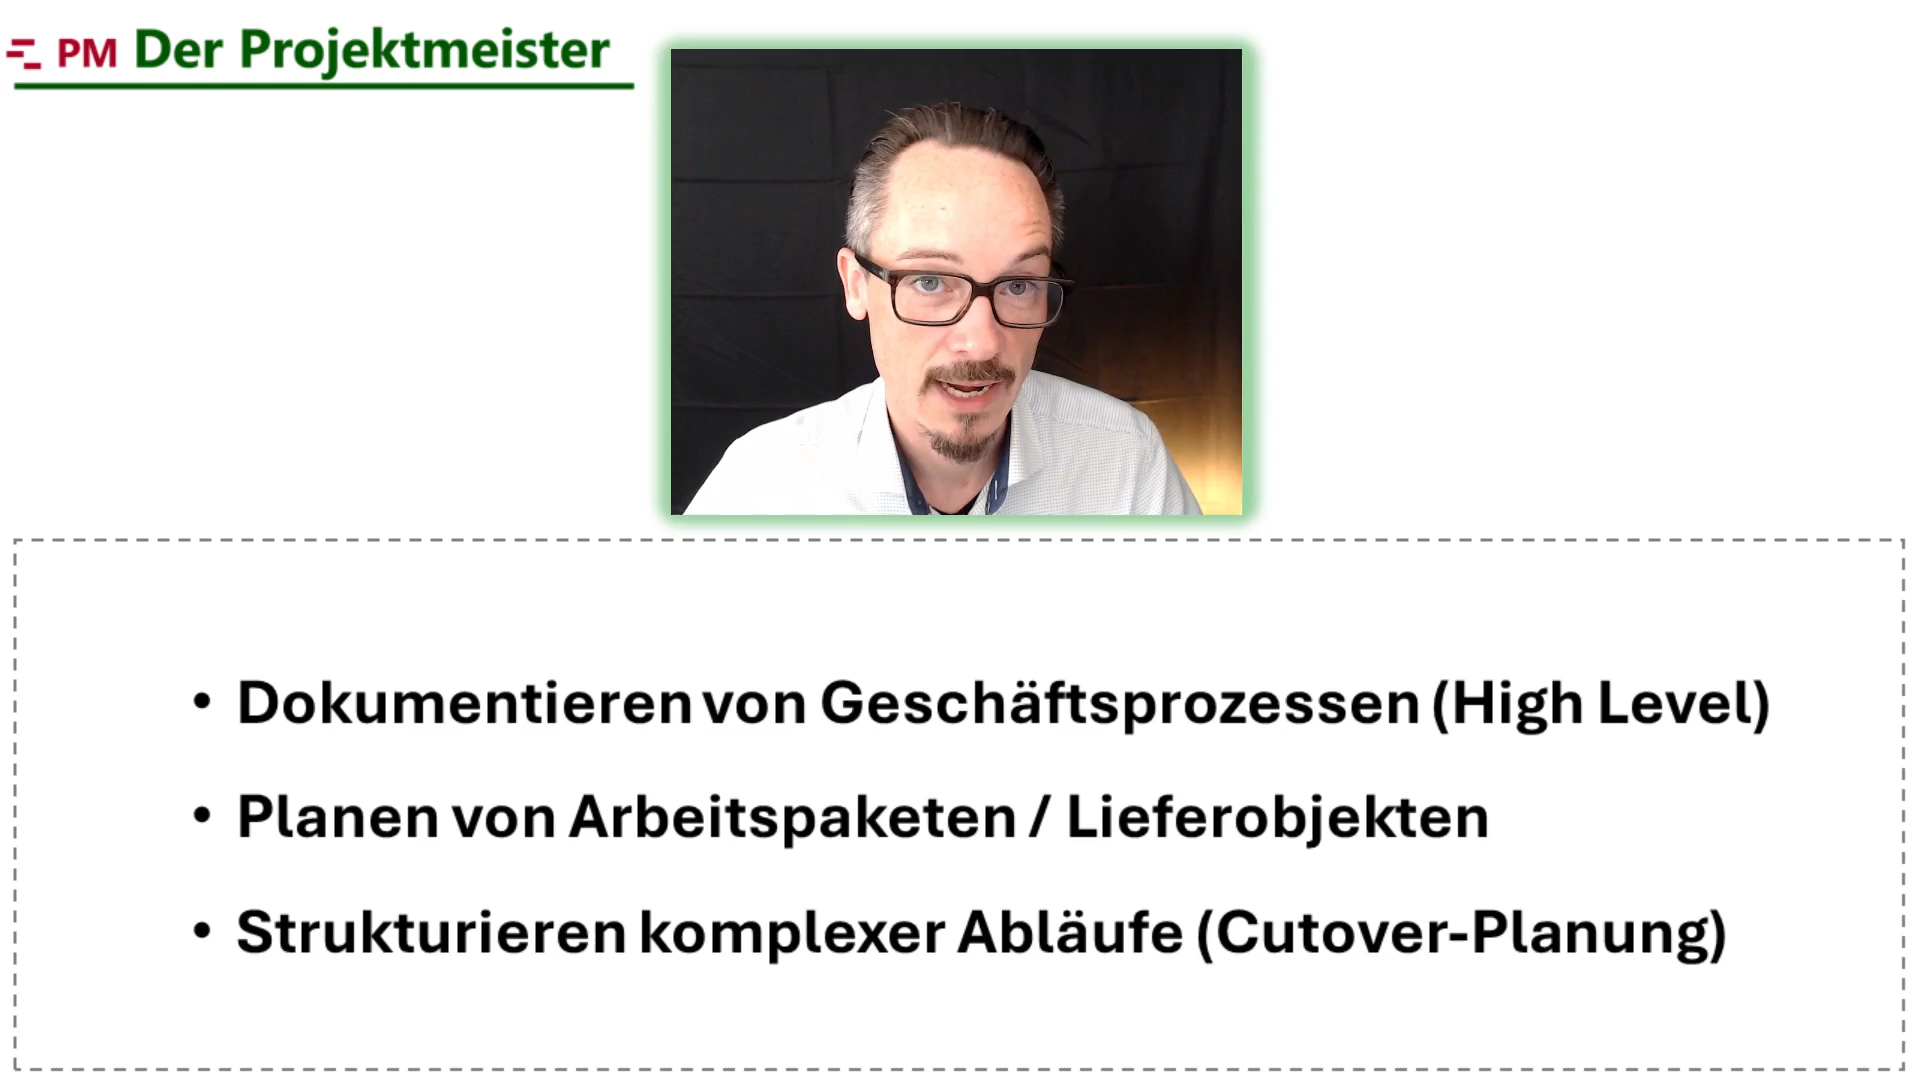 PM Der Projektmeister
• Dokumentieren von Geschäftsprozessen (High Level)
• Planen von Arbeitspaketen / Lieferobjekten
• Strukturieren komplexer Abläufe (Cutover-Planung)